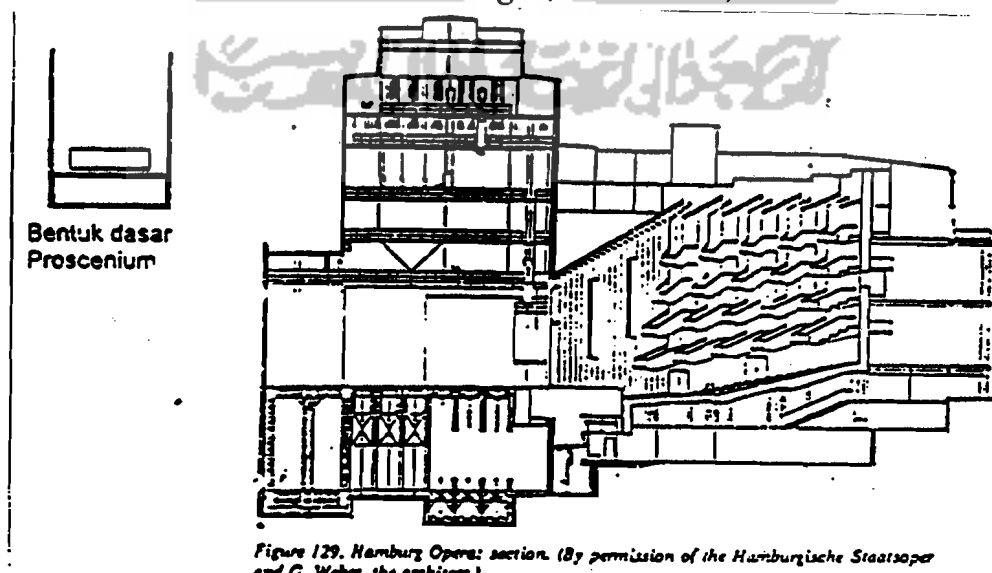 Bentuk dasar
Proscenium
Figure 129. Hamburg Opera: section. (By permission of the Hamburgische Staatsoper
and G. Weber, the architect.)